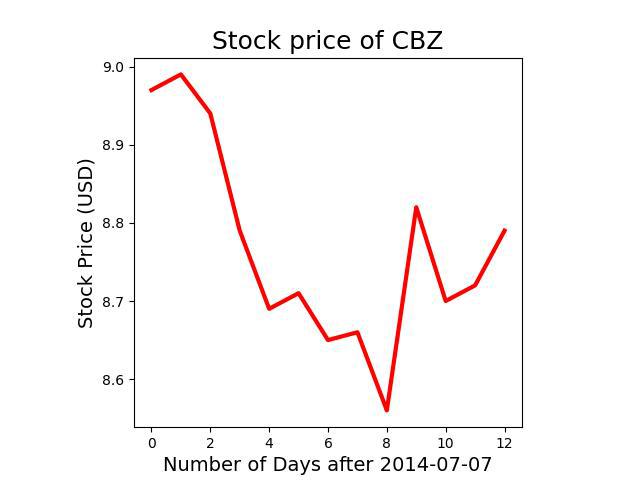 Stock price of CBZ
9.0
8.9
8.8
8.7
8.6
Stock Price (USD)
0 2 4 6 8 10 12
Number of Days after 2014-07-07